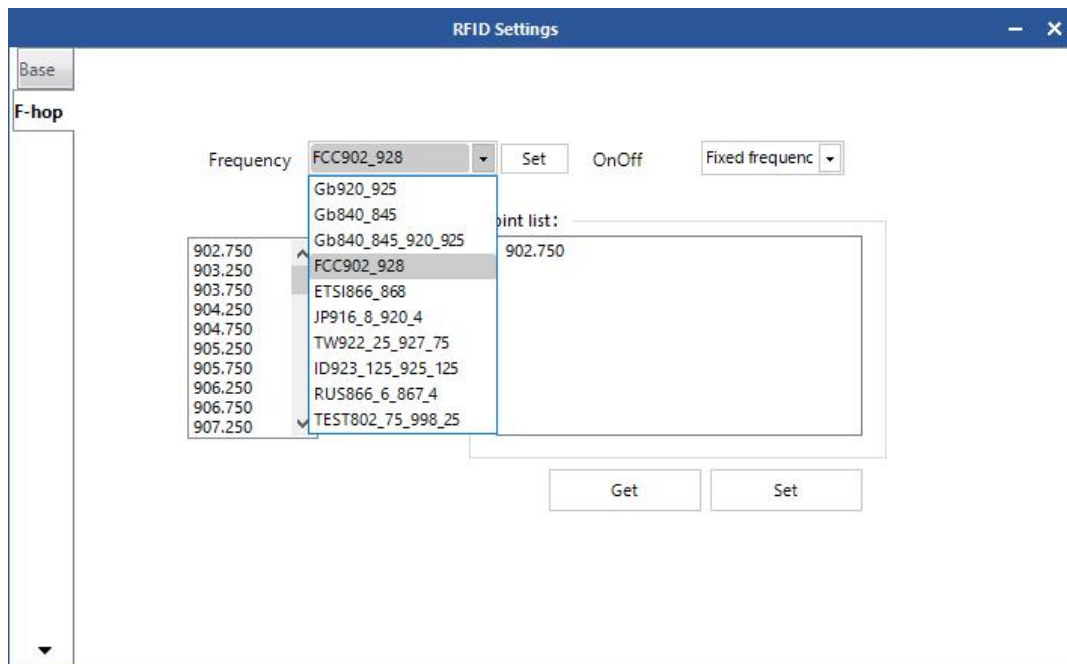 RFID Settings
Base
F-hop
Frequency FCC902_928 Set OnOff Fixed frequenc
Gb920_925
Gb840_845
Gb840_845_920_925
FCC902_928
ETSI866_868
JP916_8_920_4
TW922_25_927_75
ID923_125_925_125
RUS866_6_867_4
TEST802_75_998_25
902.750
903.250
903.750
904.250
904.750
905.250
905.750
906.250
906.750
907.250
oint list:
902.750
Get Set